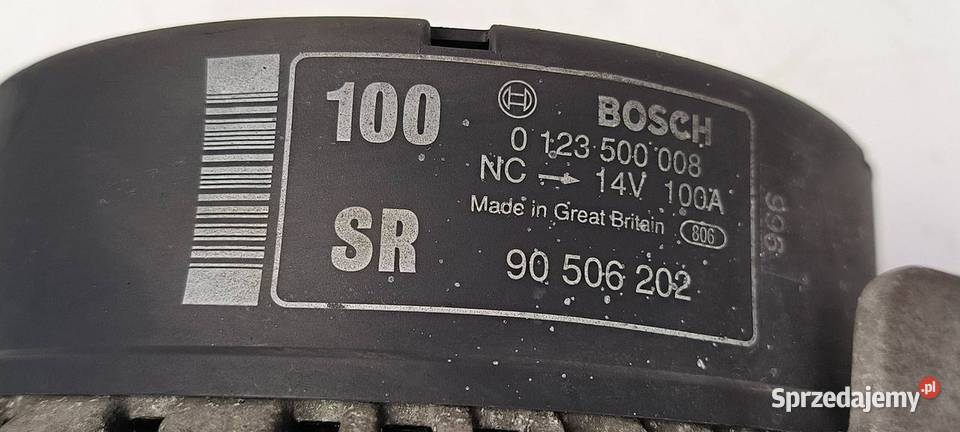 100
SR
BOSCH
0 123 500 008
NC → 14V 100A
Made in Great Britain 806
90 506 202
996
Sprzedajemy.pl